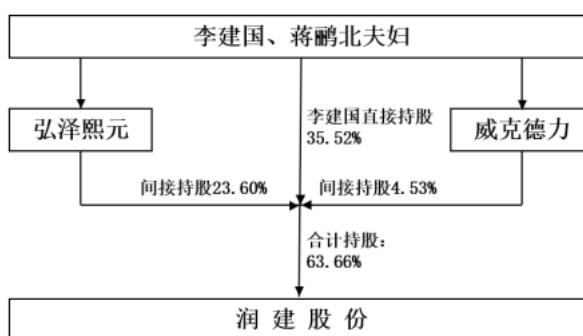 李建国、蒋鹂北夫妇
弘泽熙元
李建国直接持股
35.52%
威克德力
间接持股23.60%
间接持股4.53%
合计持股：
63.66%
润建股份